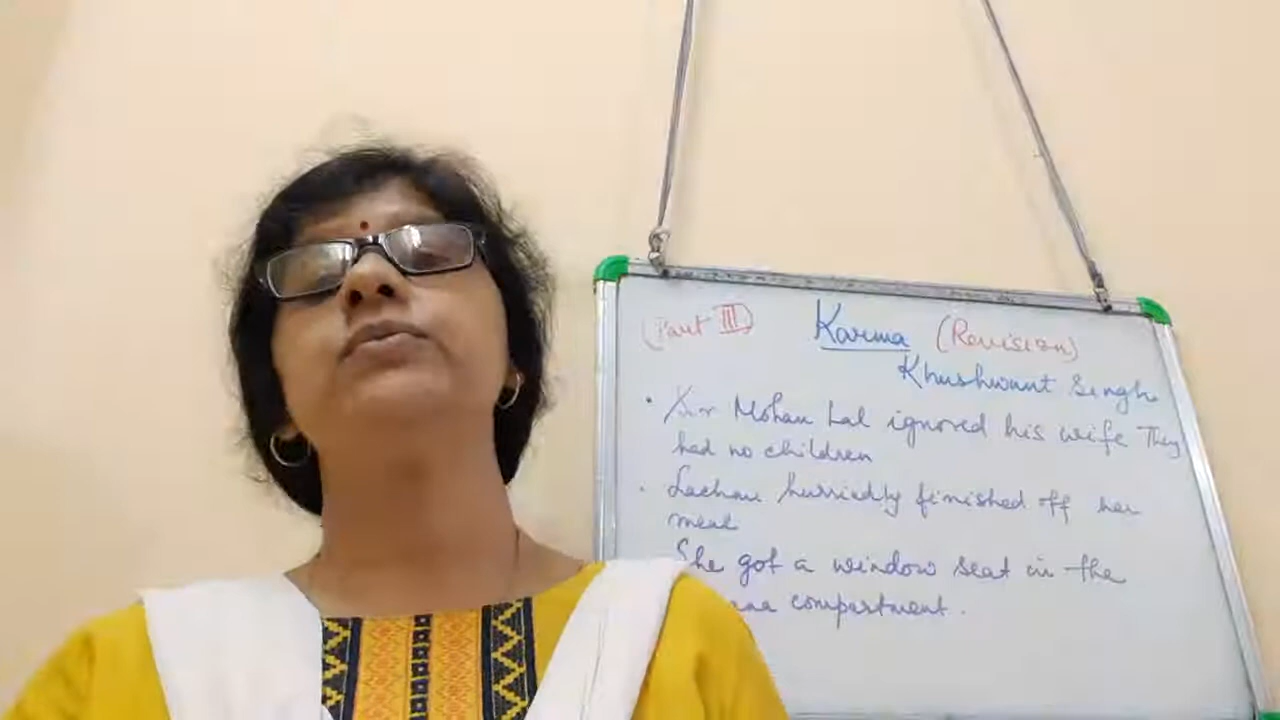 (Part III) Karma (Revision)
Khushwant Singh
• Sir Mohan Lal ignored his wife They
had no children
• Lachmi hurriedly finished off her
meal
She got a window seat in the
compartment.